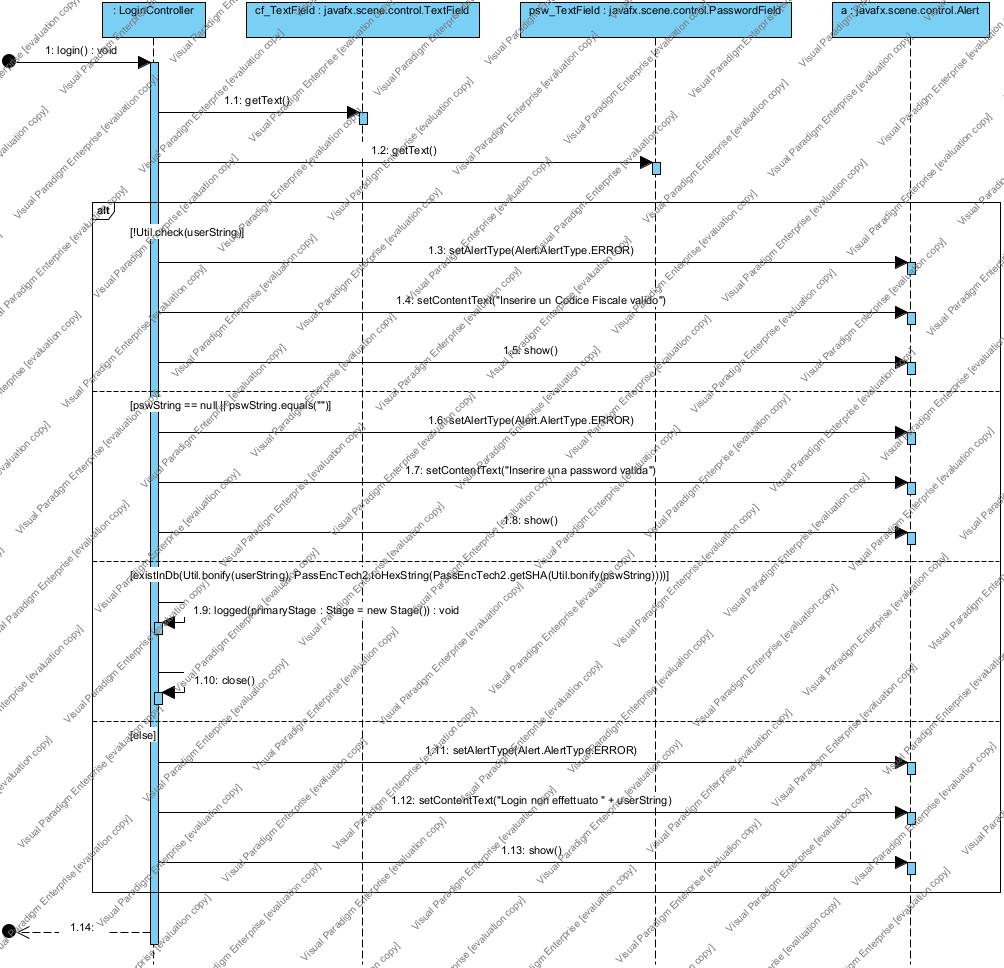 : LoginController
cf_TextField : javafx.scene.control.TextField
psw_TextField : javafx.scene.control.PasswordField
a : javafx.scene.control.Alert
1: login() : void
1.1: getText()
1.2: getText()
alt
[!Util.check(userString)]
1.3: setAlertType(Alert.AlertType.ERROR)
1.4: setContentText("Inserire un Codice Fiscale valido")
1.5: show()
[pswString == null || pswString.equals("")]
1.6: setAlertType(Alert.AlertType.ERROR)
1.7: setContentText("Inserire una password valida")
1.8: show()
[existInDb(Util.bonify(userString), PassEncTech2.toHexString(PassEncTech2.getSHA(Util.bonify(pswString))))]
1.9: logged(primaryStage : Stage = new Stage()) : void
1.10: close()
[else]
1.11: setAlertType(Alert.AlertType.ERROR)
1.12: setContentText("Login non effettuato " + userString)
1.13: show()
1.14:
Visual Paradigm Enterprise [evaluation copy]